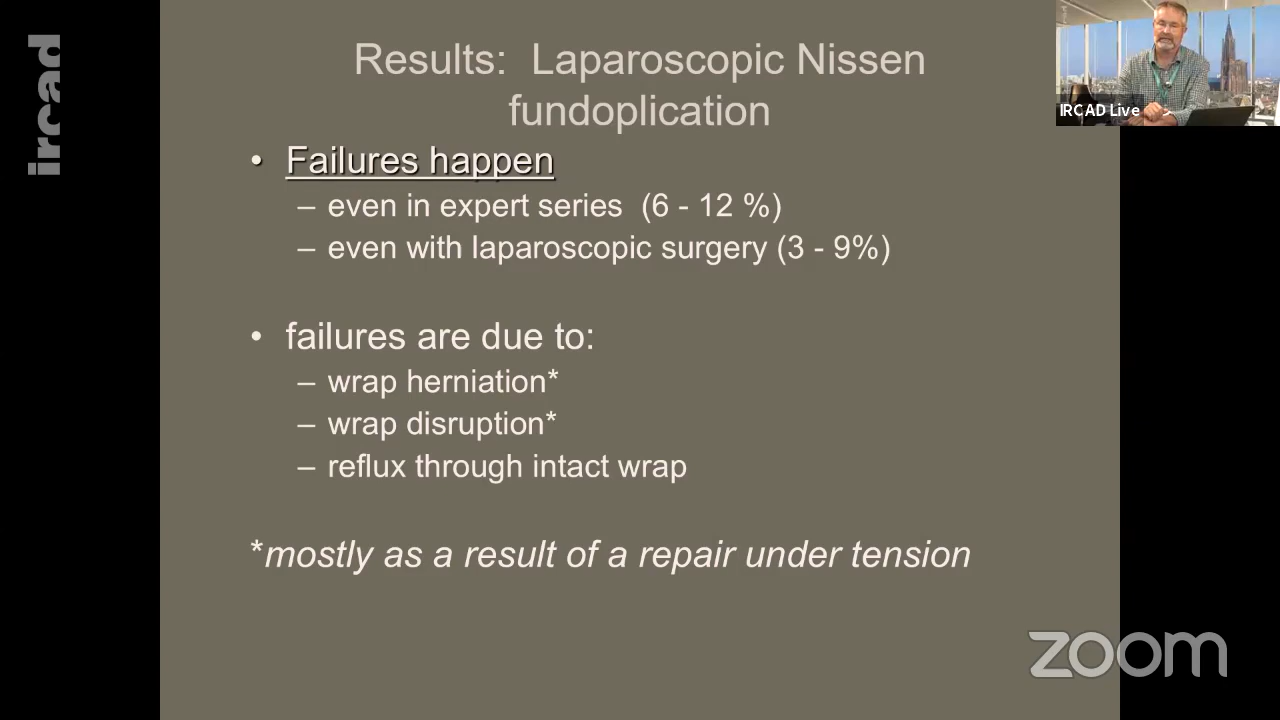 ircad
Results:  Laparoscopic Nissen
fundoplication
IRCAD Live
• Failures happen
– even in expert series  (6 - 12 %)
– even with laparoscopic surgery (3 - 9%)
• failures are due to:
– wrap herniation*
– wrap disruption*
– reflux through intact wrap
*mostly as a result of a repair under tension
zoom